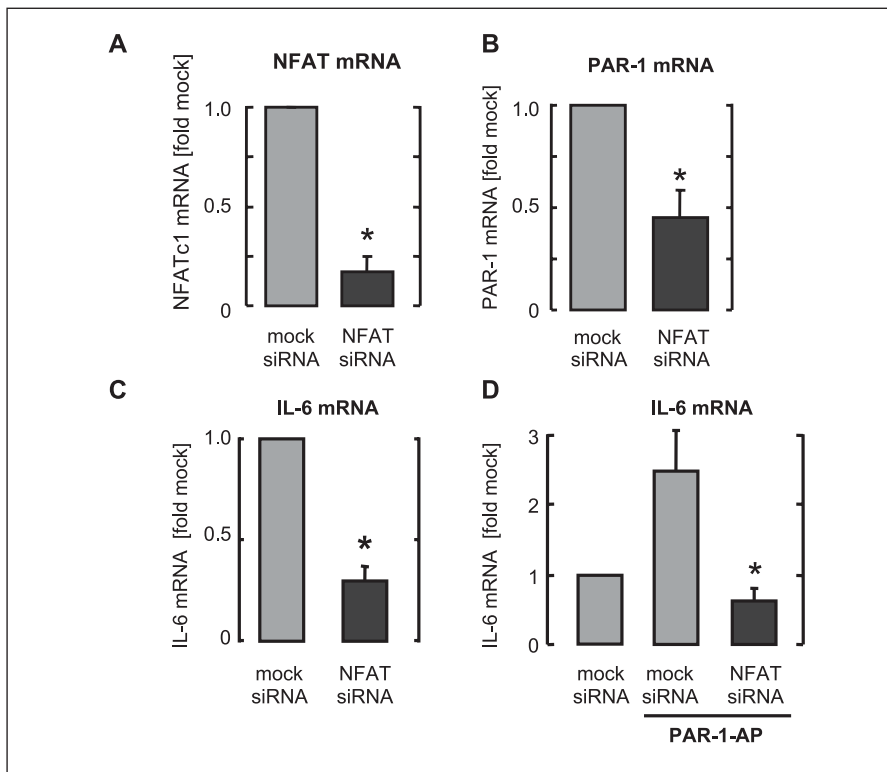 A
NFAT mRNA
NFATc1 mRNA [fold mock]
1.0
0.5
0
*
mock
siRNA
NFAT
siRNA
B
PAR-1 mRNA
PAR-1 mRNA [fold mock]
1.0
0.5
0
*
mock
siRNA
NFAT
siRNA
C
IL-6 mRNA
IL-6 mRNA [fold mock]
1.0
0.5
0
*
mock
siRNA
NFAT
siRNA
D
IL-6 mRNA
IL-6 mRNA [fold mock]
3
2
1
0
*
mock
siRNA
mock
siRNA
NFAT
siRNA
PAR-1-AP